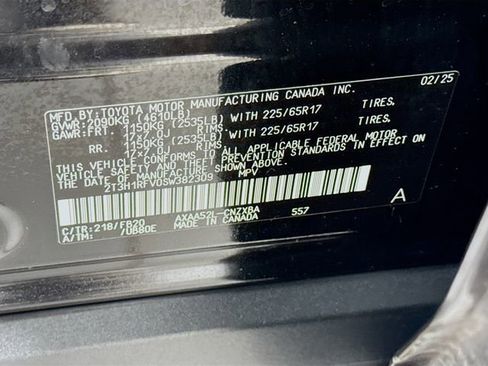 MFD.BY:TOYOTA MOTOR MANUFACTURING CANADA INC. 02/25
GVWR:2090KG (4610LB)
GAWR:FRT. 1150KG (2535LB) WITH 225/65R17 TIRES,
17X7.0J RIMS
RR. 1150KG (2535LB) WITH 225/65R17 TIRES,
17X7.0J RIMS
THIS VEHICLE CONFORMS TO ALL APPLICABLE FEDERAL MOTOR
VEHICLE SAFETY AND THEFT PREVENTION STANDARDS IN EFFECT ON
THE DATE OF MANUFACTURE SHOWN ABOVE.
2T3H1RFV0SW382309 MPV
A
C/TR:218/FB20 AXAA52L-CNZXBA 557
A/TM: /UB80E MADE IN CANADA